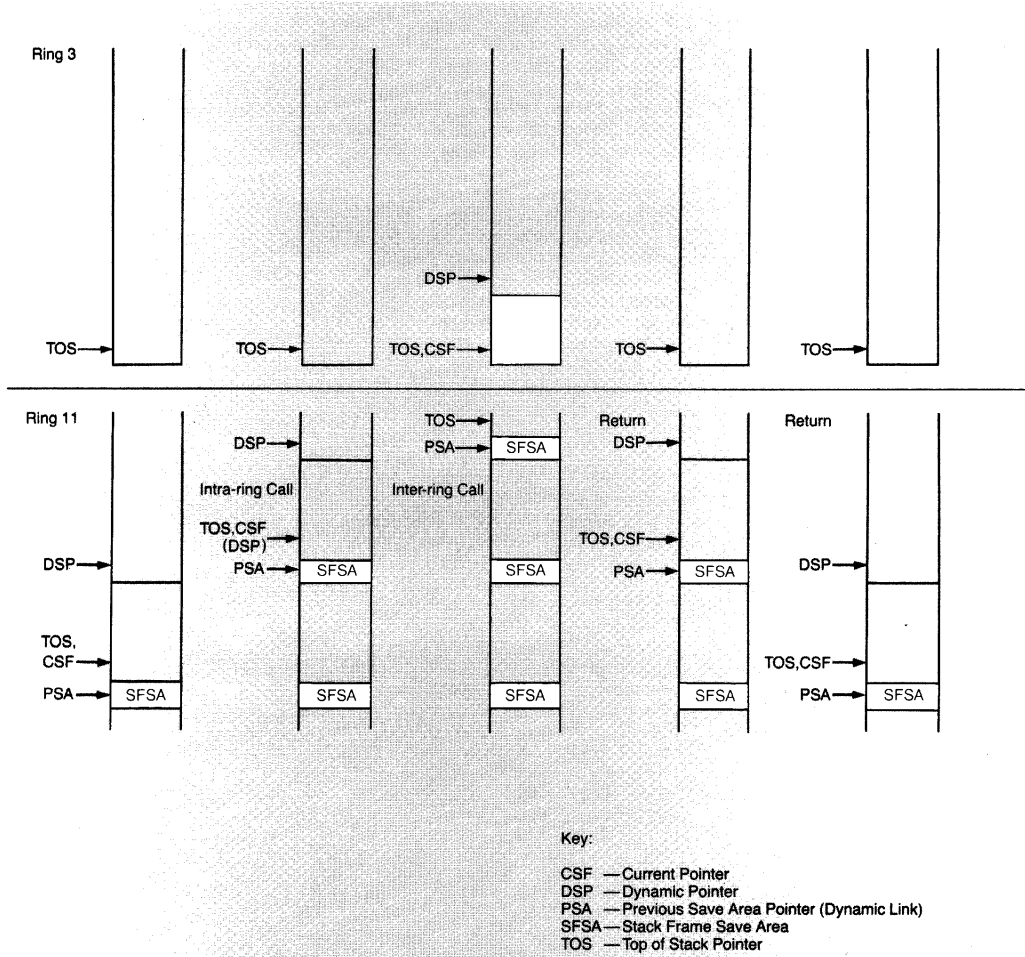 Ring 3
DSP
TOS
TOS
TOS,CSF
TOS
TOS
Ring 11
TOS
Return
Return
DSP
PSA
SFSA
DSP
Intra-ring Call
Inter-ring Call
TOS,CSF
(DSP)
TOS,CSF
DSP
PSA
SFSA
SFSA
PSA
SFSA
DSP
TOS,
CSF
TOS,CSF
PSA
SFSA
SFSA
SFSA
SFSA
PSA
SFSA
Key:
CSF — Current Pointer
DSP — Dynamic Pointer
PSA — Previous Save Area Pointer (Dynamic Link)
SFSA — Stack Frame Save Area
TOS — Top of Stack Pointer